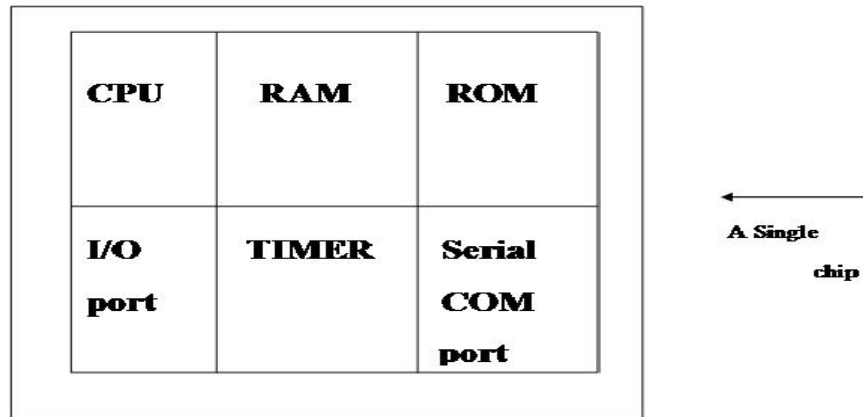 CPU
RAM
ROM
I/O
port
TIMER
Serial
COM
port
A Single
chip